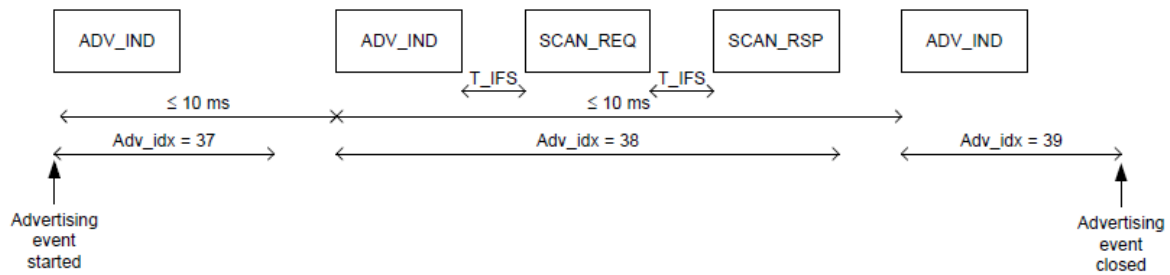 ADV_IND
ADV_IND
SCAN_REQ
SCAN_RSP
ADV_IND
T_IFS
T_IFS
≤ 10 ms
≤ 10 ms
Adv_idx = 37
Adv_idx = 38
Adv_idx = 39
Advertising
event
started
Advertising
event
closed